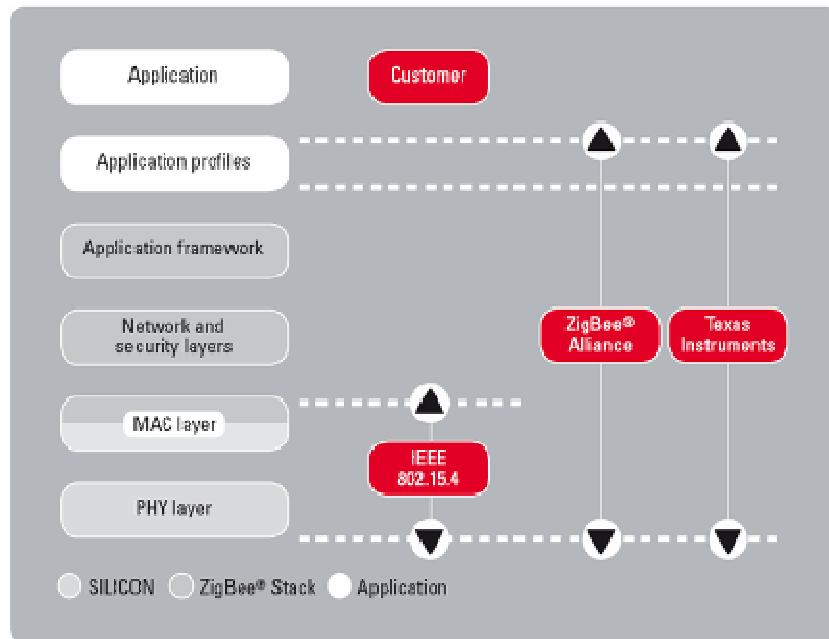 Application
Customer
Application profiles
Application framework
Network and
security layers
ZigBee®
Alliance
Texas
Instruments
MAC layer
IEEE
802.15.4
PHY layer
SILICON
ZigBee® Stack
Application